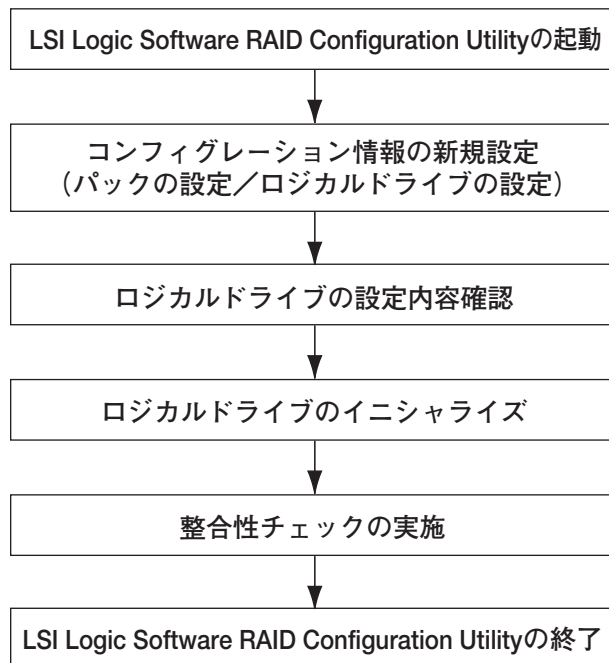 LSI Logic Software RAID Configuration Utilityの起動
コンフィグレーション情報の新規設定
（パックの設定／ロジカルドライブの設定）
ロジカルドライブの設定内容確認
ロジカルドライブのイニシャライズ
整合性チェックの実施
LSI Logic Software RAID Configuration Utilityの終了